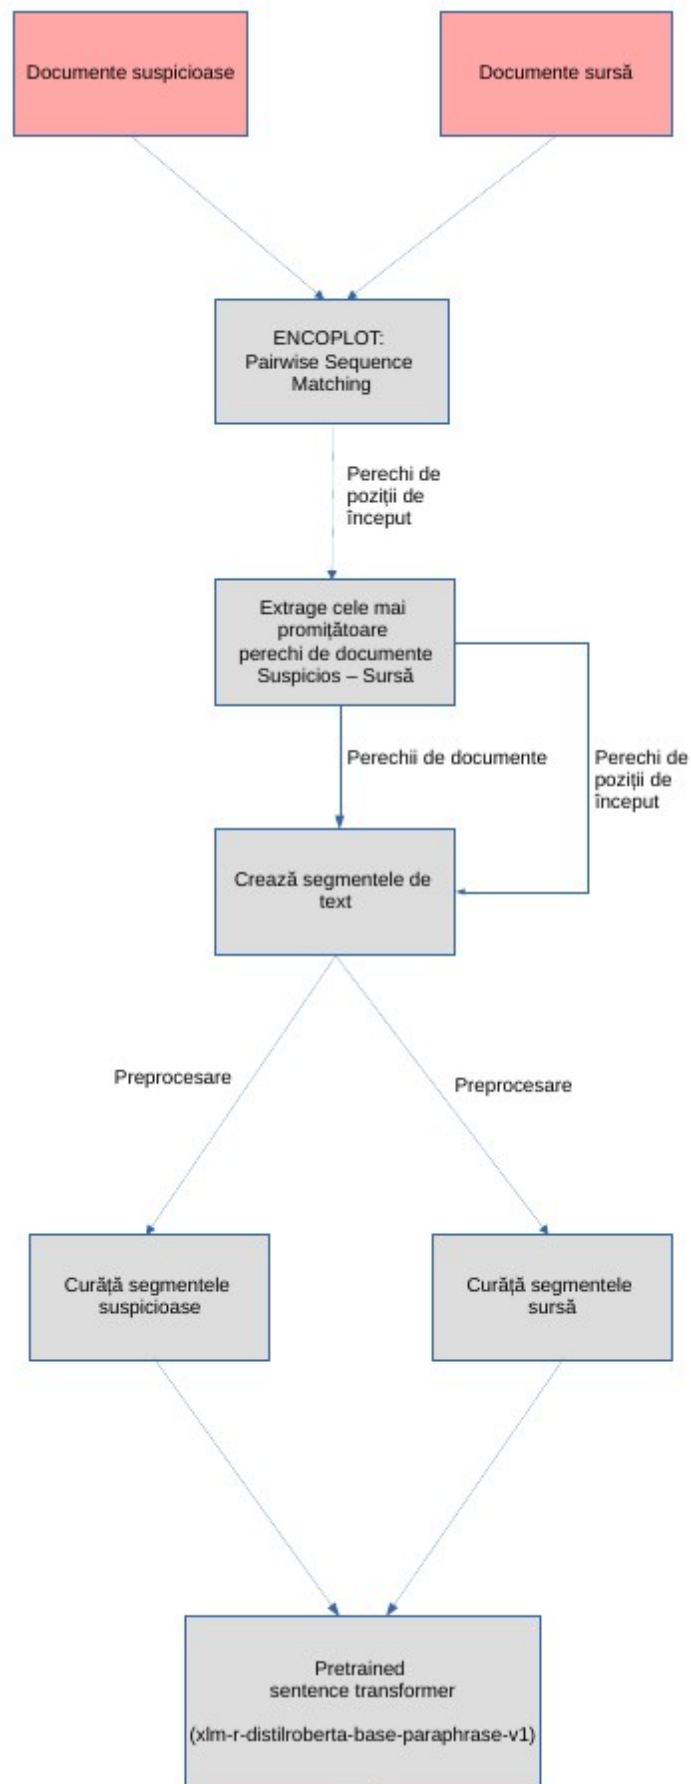 Documente suspicioase
Documente sursă
ENCOPLOT:
Pairwise Sequence
Matching
Perechi de
poziții de
început
Extrage cele mai
promițătoare
perechi de documente
Suspicios – Sursă
Perechii de documente
Perechi de
poziții de
început
Crează segmentele de
text
Preprocesare
Preprocesare
Curăță segmentele
suspicioase
Curăță segmentele
sursă
Pretrained
sentence transformer
(xlm-r-distilroberta-base-paraphrase-v1)